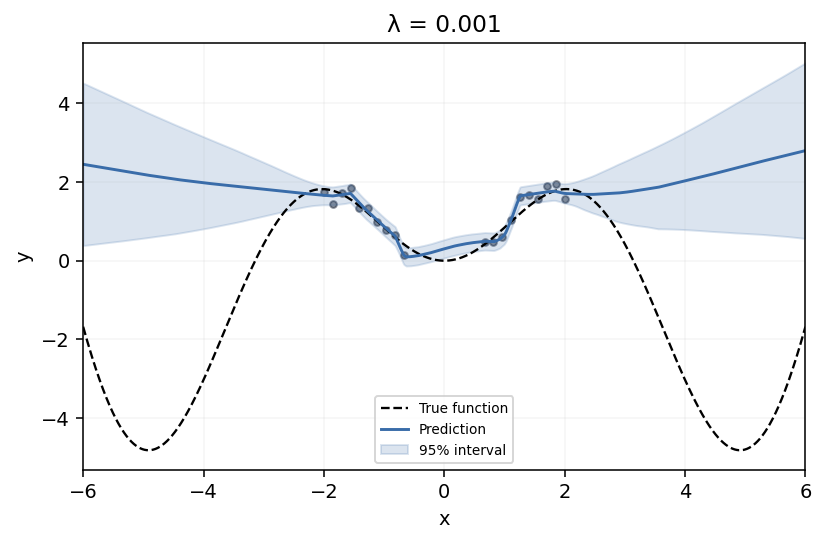 λ = 0.001
4
2
0
−2
−4
y
−6
−4
−2
0
2
4
6
x
True function
Prediction
95% interval